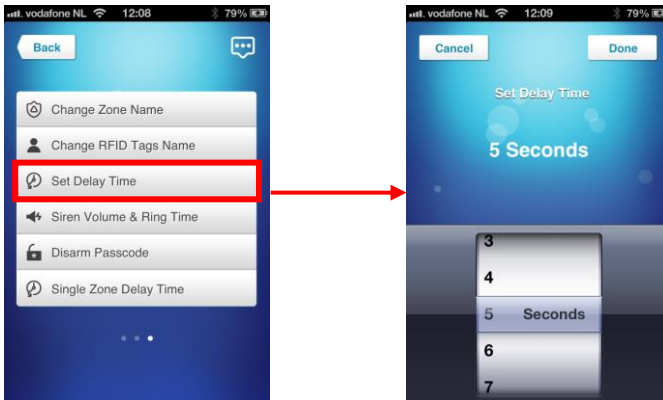 vodafone NL 12:08 79%
Back
Change Zone Name
Change RFID Tags Name
Set Delay Time
Siren Volume & Ring Time
Disarm Passcode
Single Zone Delay Time
vodafone NL 12:09 79%
Cancel Done
Set Delay Time
5 Seconds
3
4
5 Seconds
6
7